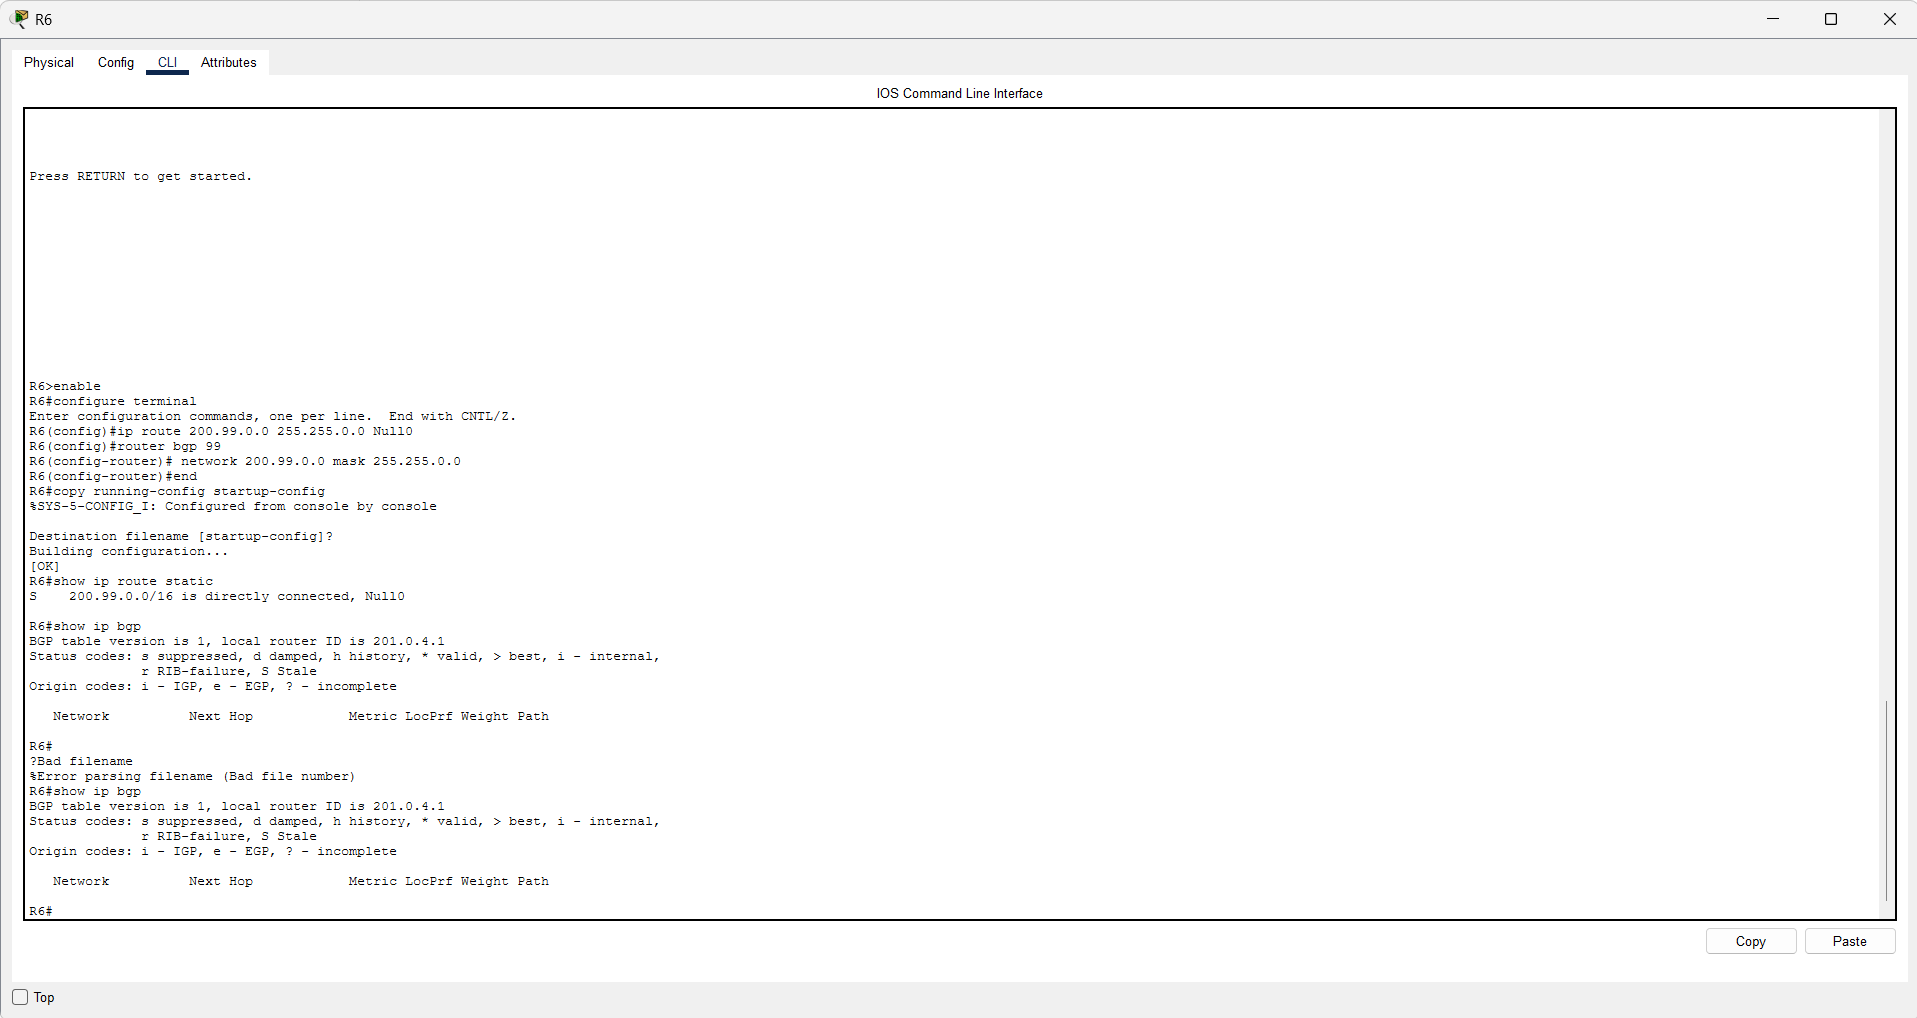 R6
Physical Config CLI Attributes
IOS Command Line Interface
Press RETURN to get started.
R6>enable
R6#configure terminal
Enter configuration commands, one per line.  End with CNTL/Z.
R6(config)#ip route 200.99.0.0 255.255.0.0 Null0
R6(config)#router bgp 99
R6(config-router)# network 200.99.0.0 mask 255.255.0.0
R6(config-router)#end
R6#copy running-config startup-config
%SYS-5-CONFIG_I: Configured from console by console
Destination filename [startup-config]?
Building configuration...
[OK]
R6#show ip route static
S    200.99.0.0/16 is directly connected, Null0
R6#show ip bgp
BGP table version is 1, local router ID is 201.0.4.1
Status codes: s suppressed, d damped, h history, * valid, > best, i - internal,
              r RIB-failure, S Stale
Origin codes: i - IGP, e - EGP, ? - incomplete
   Network          Next Hop            Metric LocPrf Weight Path
R6#
?Bad filename
%Error parsing filename (Bad file number)
R6#show ip bgp
BGP table version is 1, local router ID is 201.0.4.1
Status codes: s suppressed, d damped, h history, * valid, > best, i - internal,
              r RIB-failure, S Stale
Origin codes: i - IGP, e - EGP, ? - incomplete
   Network          Next Hop            Metric LocPrf Weight Path
R6#
Copy Paste
Top